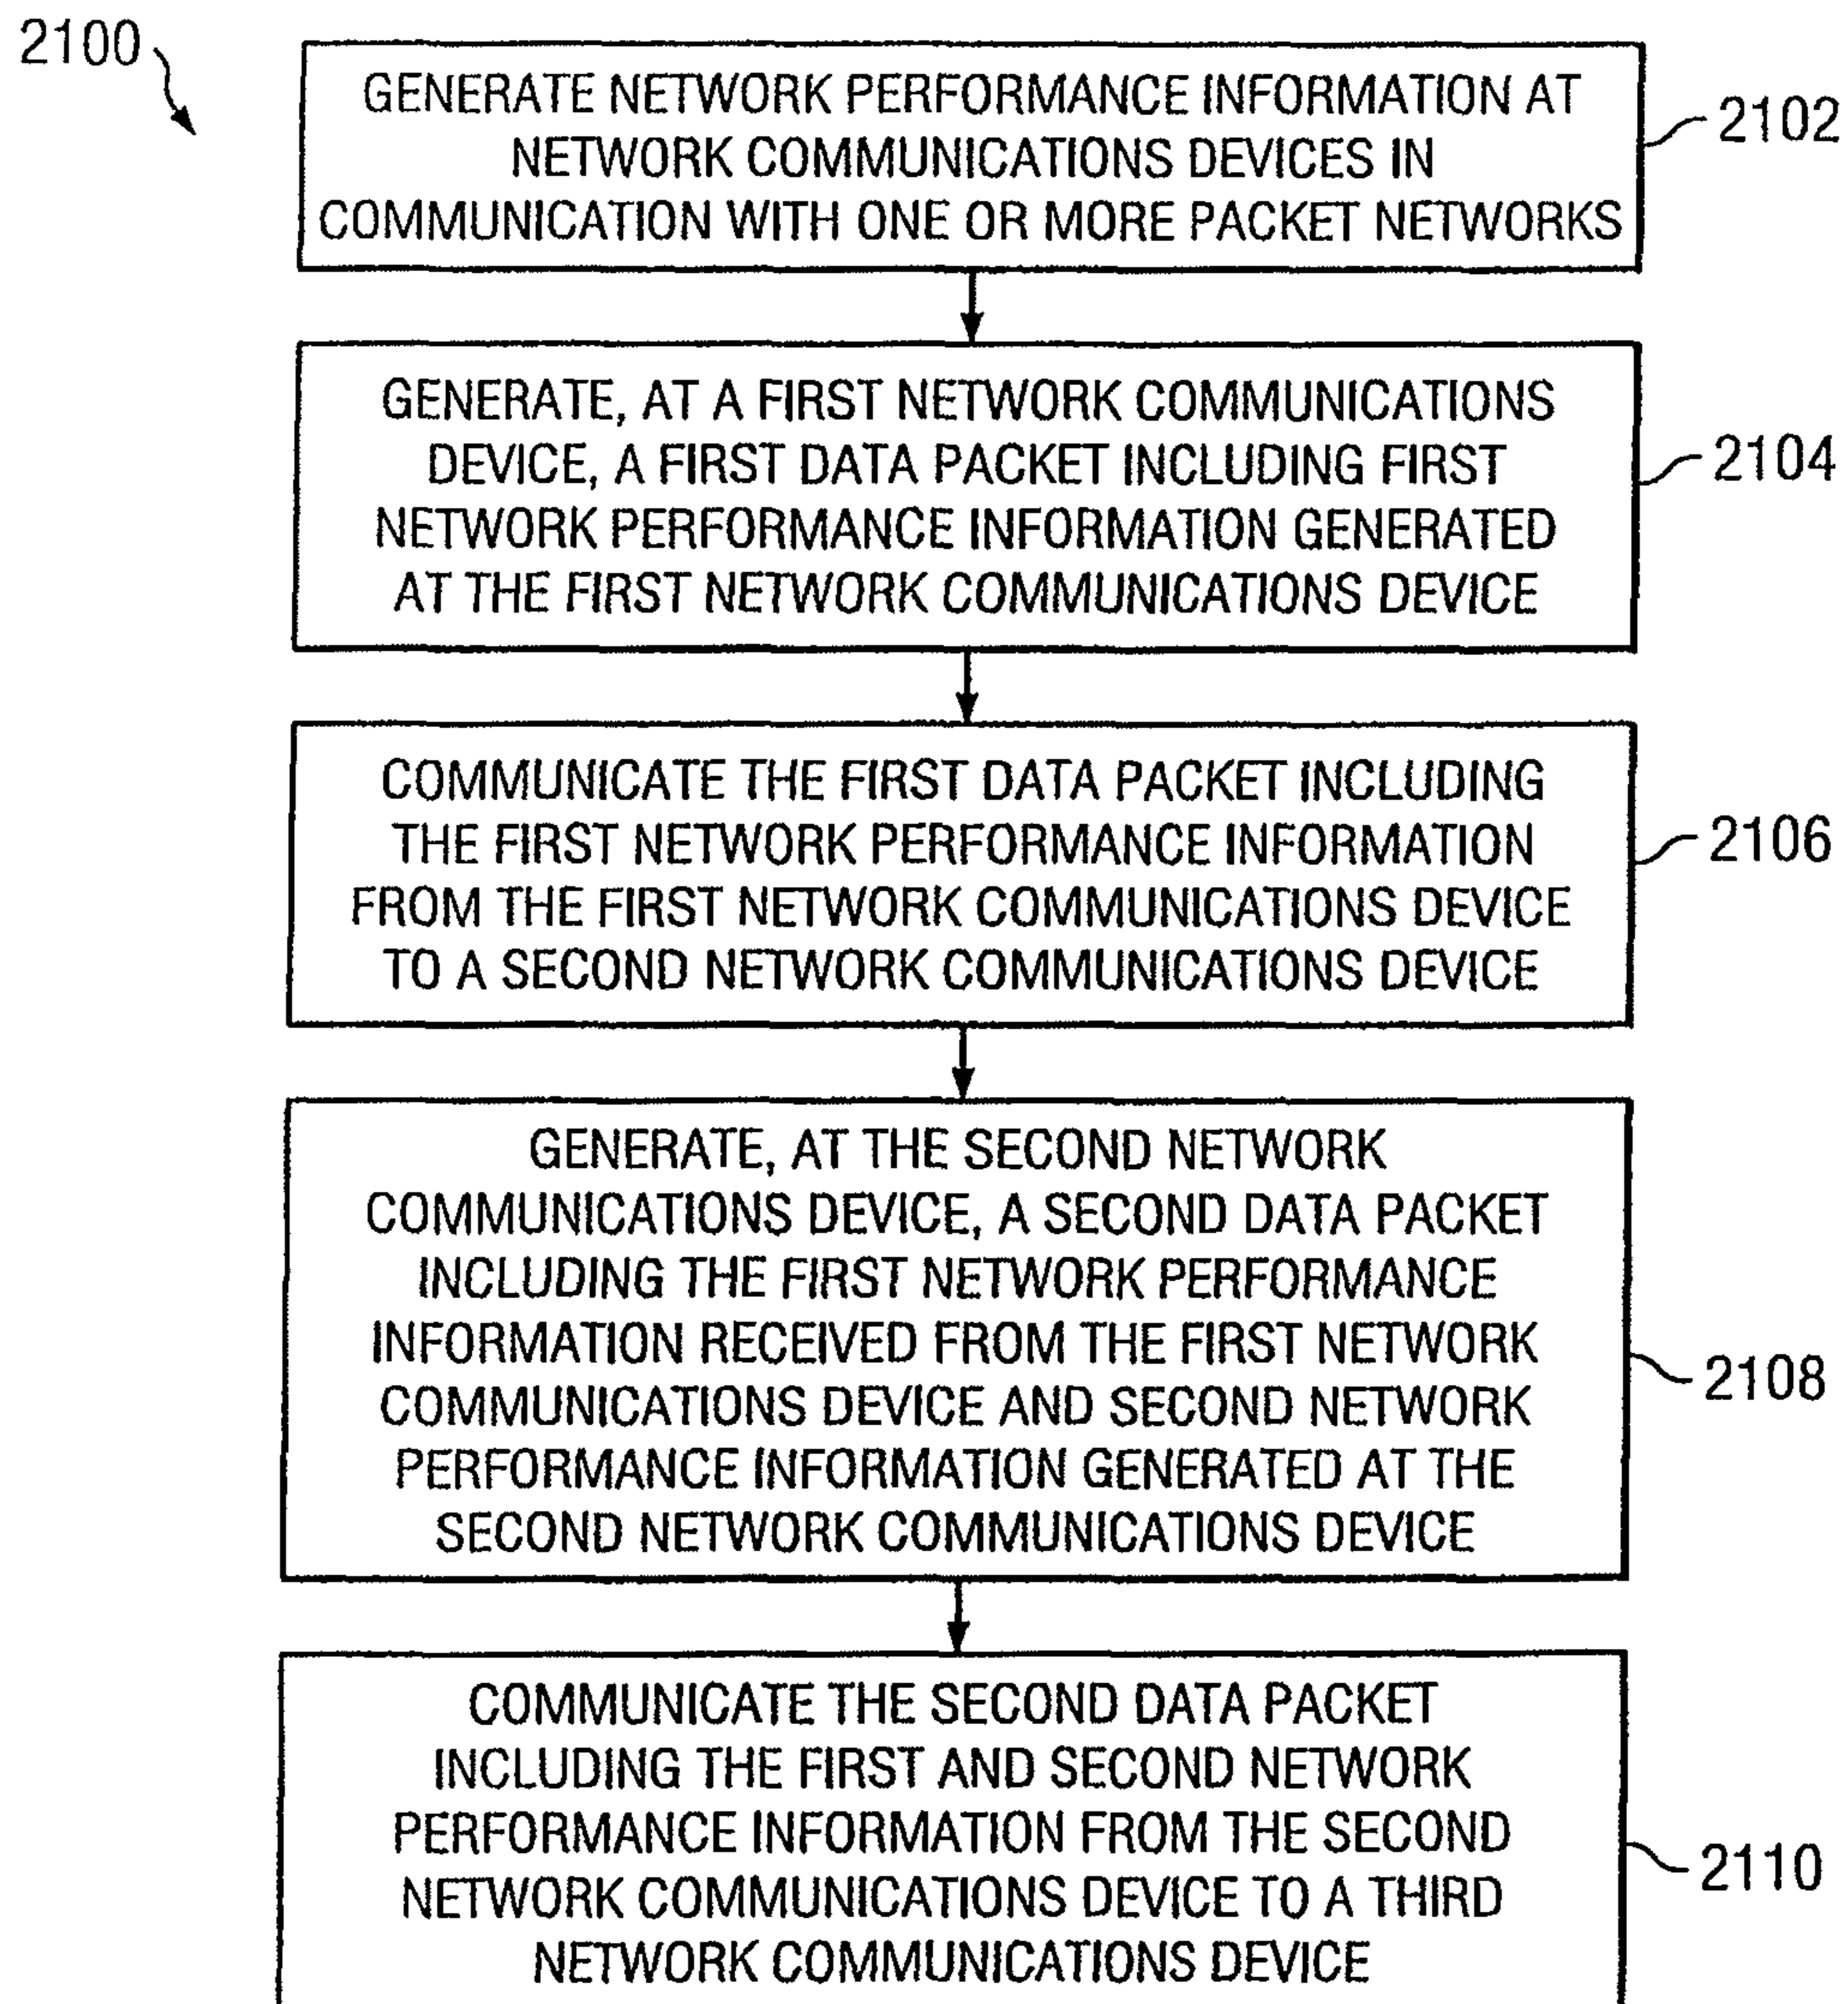 2100
GENERATE NETWORK PERFORMANCE INFORMATION AT
NETWORK COMMUNICATIONS DEVICES IN
COMMUNICATION WITH ONE OR MORE PACKET NETWORKS
2102
GENERATE, AT A FIRST NETWORK COMMUNICATIONS
DEVICE, A FIRST DATA PACKET INCLUDING FIRST
NETWORK PERFORMANCE INFORMATION GENERATED
AT THE FIRST NETWORK COMMUNICATIONS DEVICE
2104
COMMUNICATE THE FIRST DATA PACKET INCLUDING
THE FIRST NETWORK PERFORMANCE INFORMATION
FROM THE FIRST NETWORK COMMUNICATIONS DEVICE
TO A SECOND NETWORK COMMUNICATIONS DEVICE
2106
GENERATE, AT THE SECOND NETWORK
COMMUNICATIONS DEVICE, A SECOND DATA PACKET
INCLUDING THE FIRST NETWORK PERFORMANCE
INFORMATION RECEIVED FROM THE FIRST NETWORK
COMMUNICATIONS DEVICE AND SECOND NETWORK
PERFORMANCE INFORMATION GENERATED AT THE
SECOND NETWORK COMMUNICATIONS DEVICE
2108
COMMUNICATE THE SECOND DATA PACKET
INCLUDING THE FIRST AND SECOND NETWORK
PERFORMANCE INFORMATION FROM THE SECOND
NETWORK COMMUNICATIONS DEVICE TO A THIRD
NETWORK COMMUNICATIONS DEVICE
2110